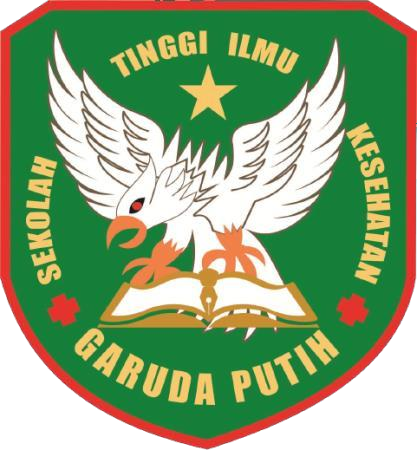 SEKOLAH
TINGGI ILMU
KESEHATAN
GARUDA PUTIH